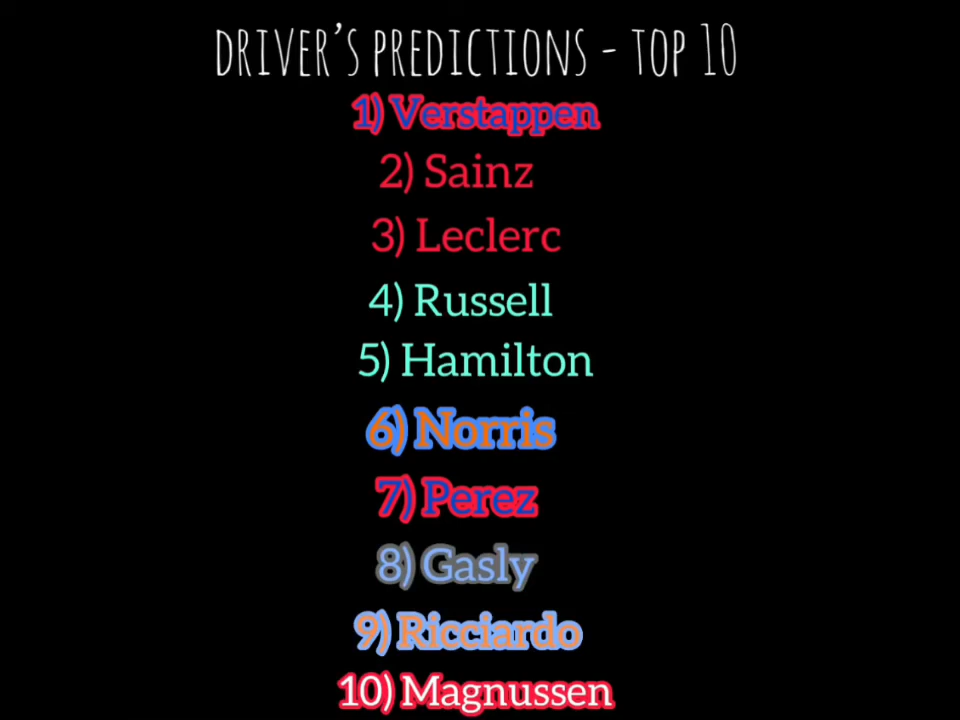 DRIVER'S PREDICTIONS - TOP 10
1) Verstappen
2) Sainz
3) Leclerc
4) Russell
5) Hamilton
6) Norris
7) Perez
8) Gasly
9) Ricciardo
10) Magnussen